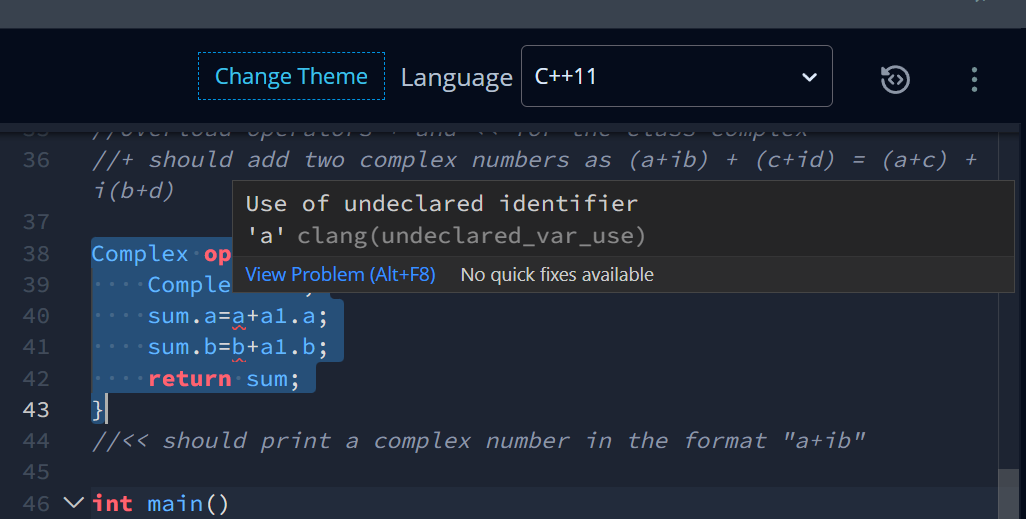 Change Theme Language C++11
35 //overload operators + and << for the class complex
36 //+ should add two complex numbers as (a+ib) + (c+id) = (a+c) +
i(b+d)
Use of undeclared identifier
'a' clang(undeclared_var_use)
View Problem (Alt+F8) No quick fixes available
37
38 Complex op
39 Comple
40 sum.a=a+a1.a;
41 sum.b=b+a1.b;
42 return sum;
43 }
44 //<< should print a complex number in the format "a+ib"
45
46 int main()